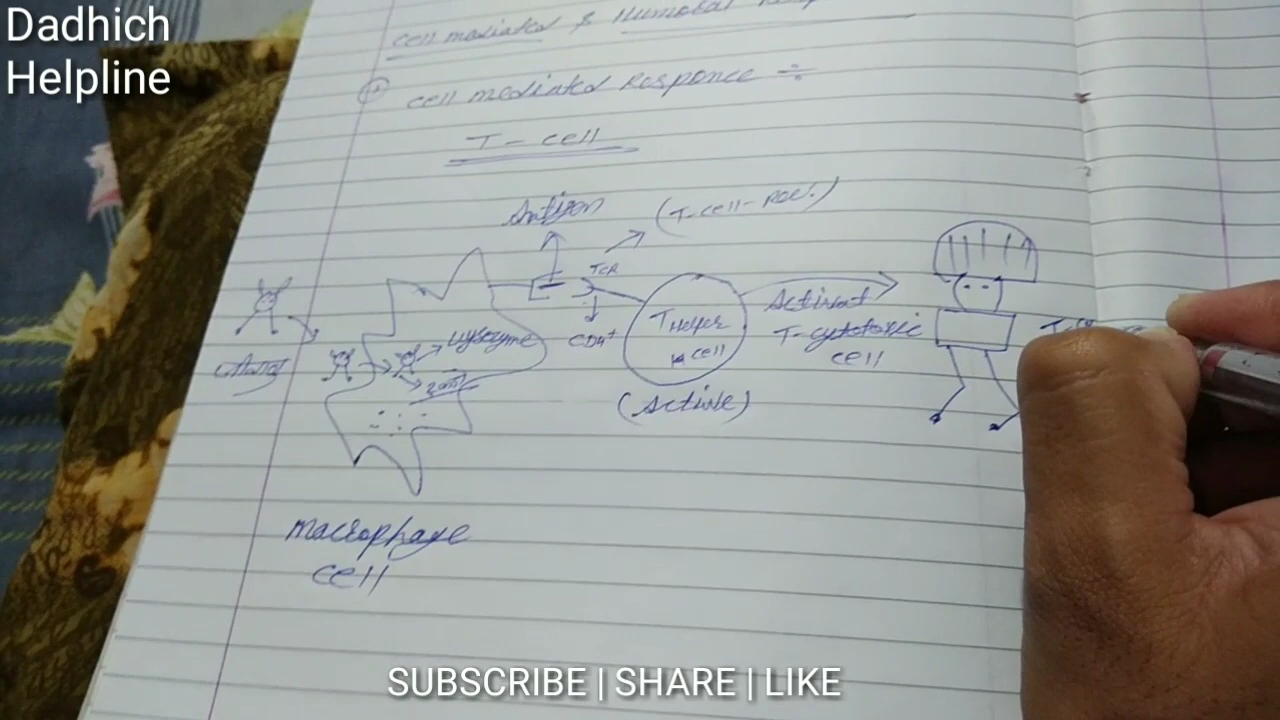 Dadhich
Helpline
cell mediated & Humoral
cell mediated Responce ÷
T - cell
Antigen
(T-cell-Rec.)
TCR
CD4+
T Helper
cell
(Active)
Activat
T-cytotoxic
cell
Lysozyme
macrophage
cell
SUBSCRIBE | SHARE | LIKE